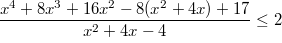 \frac{x^4 + 8x^3 + 16x^2 - 8(x^2 + 4x) + 17}{x^2 + 4x - 4} \leq 2